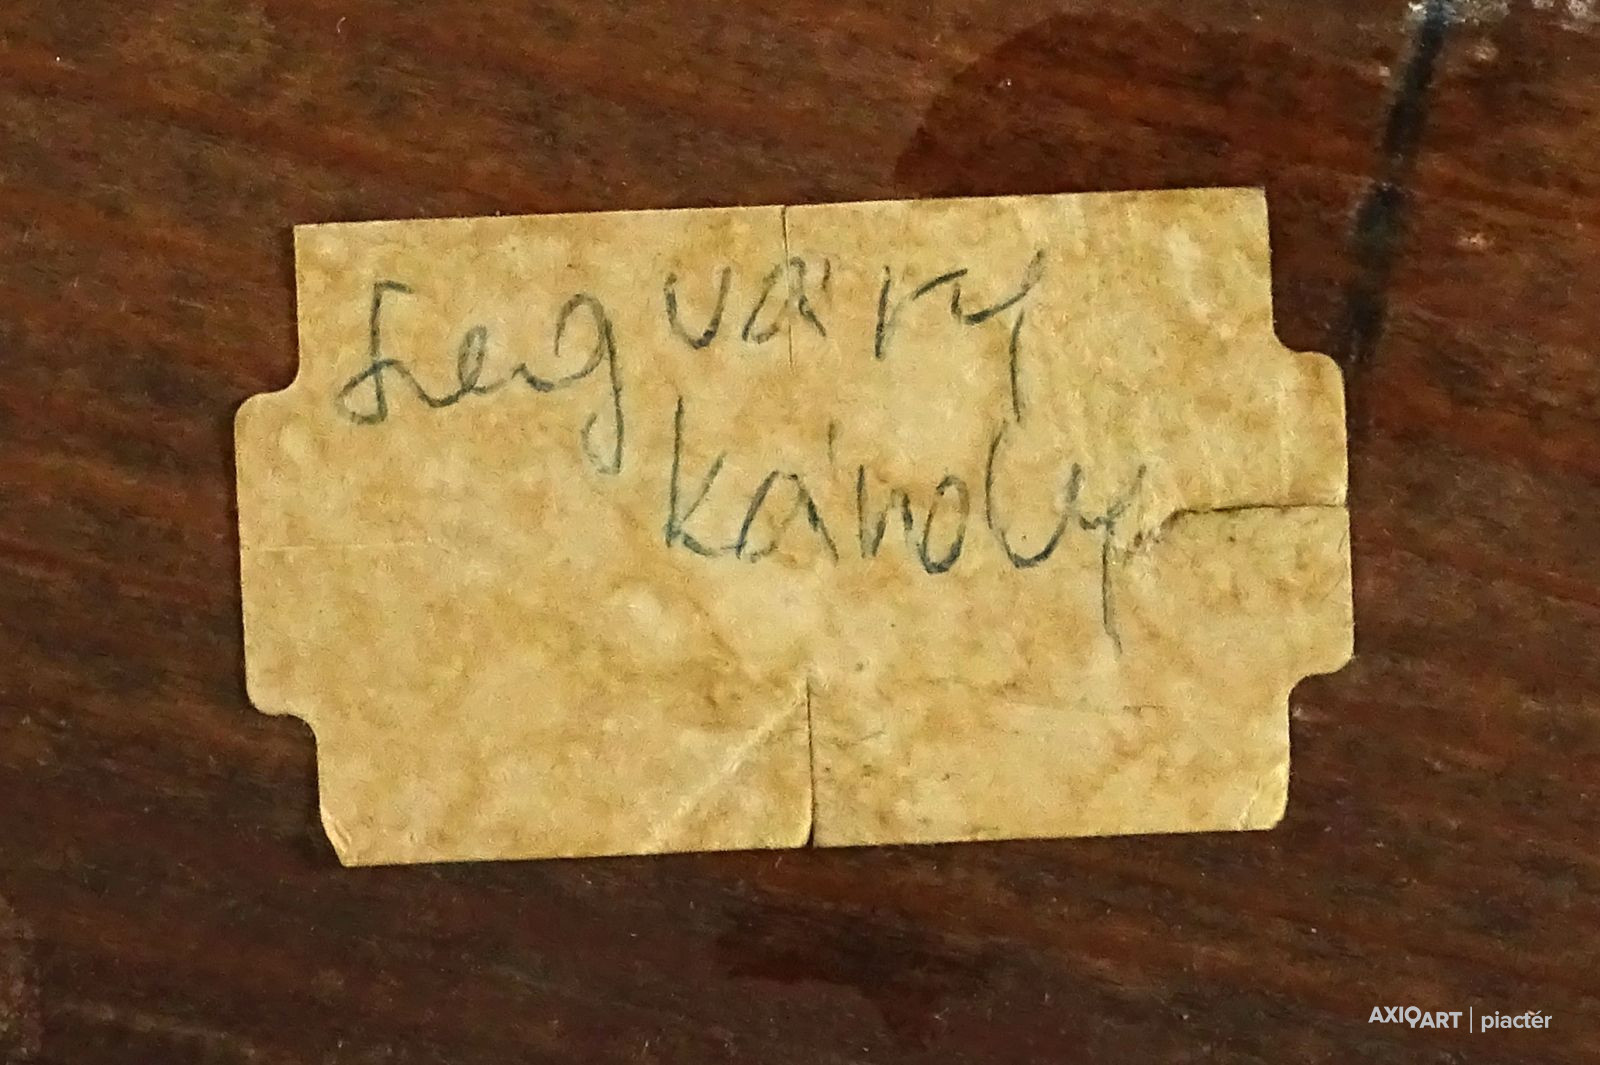 Szegváry
Károly
AXIOART | piactér